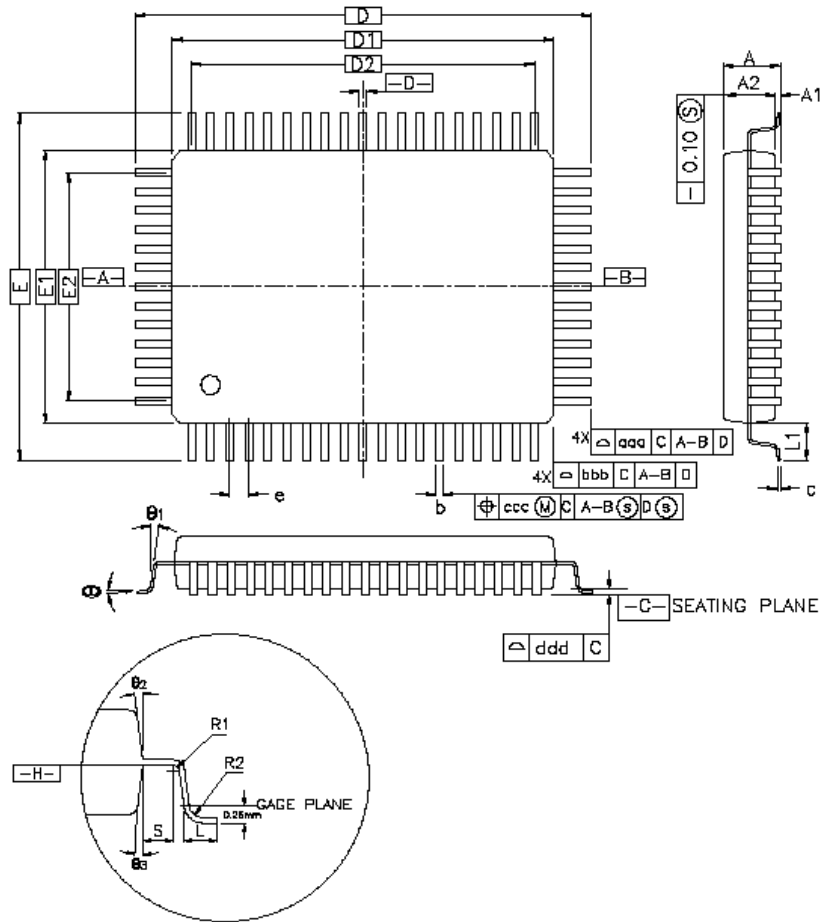 D
D1
D2
-D-
A
A2
A1
0.10 Ⓢ
E
E1
E2
-A-
-B-
4X ⌓ aaa C A-B D
4X ⌓ bbb C A-B D
L1
e
b
⌖ ccc Ⓜ C A-B Ⓢ D Ⓢ
c
θ1
θ
-C- SEATING PLANE
⌓ ddd C
θ2
R1
-H-
R2
GAGE PLANE
0.25mm
S
L
θ3